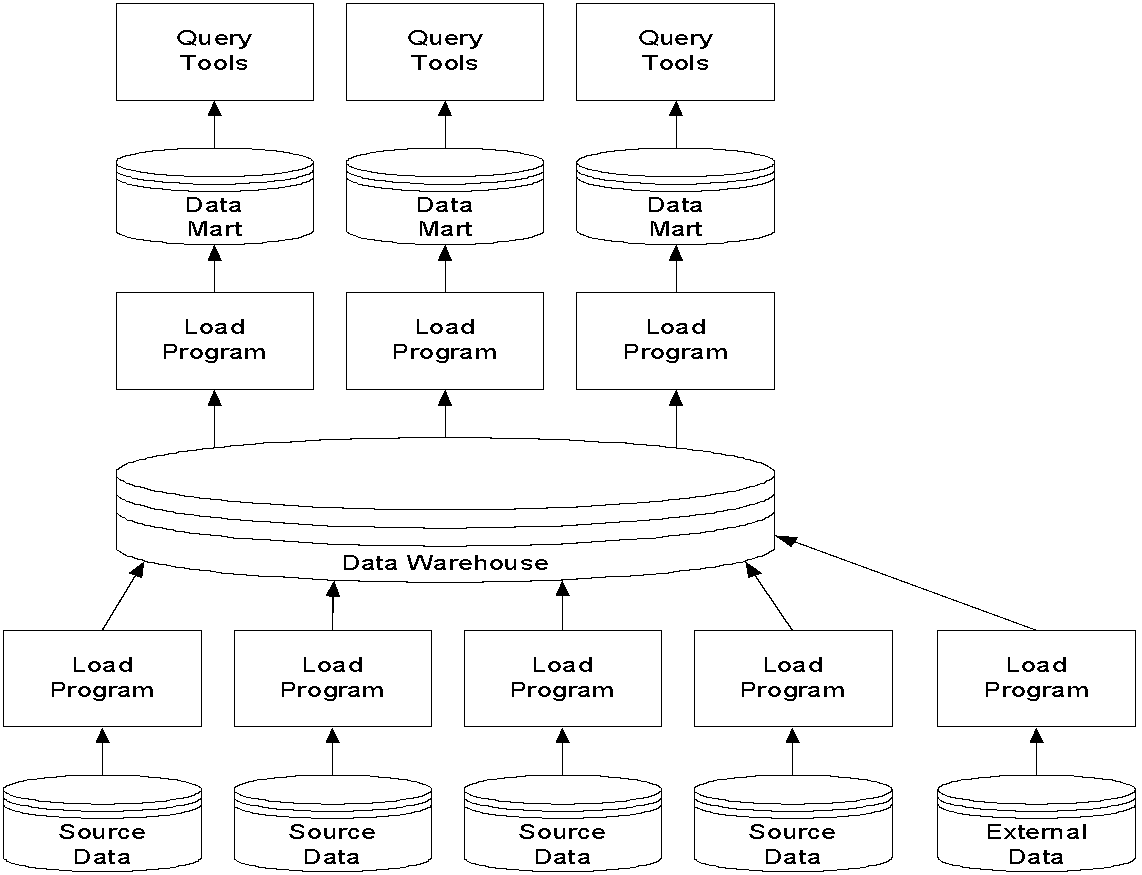 Query
Tools
Query
Tools
Query
Tools
Data
Mart
Data
Mart
Data
Mart
Load
Program
Load
Program
Load
Program
Data Warehouse
Load
Program
Load
Program
Load
Program
Load
Program
Load
Program
Source
Data
Source
Data
Source
Data
Source
Data
External
Data